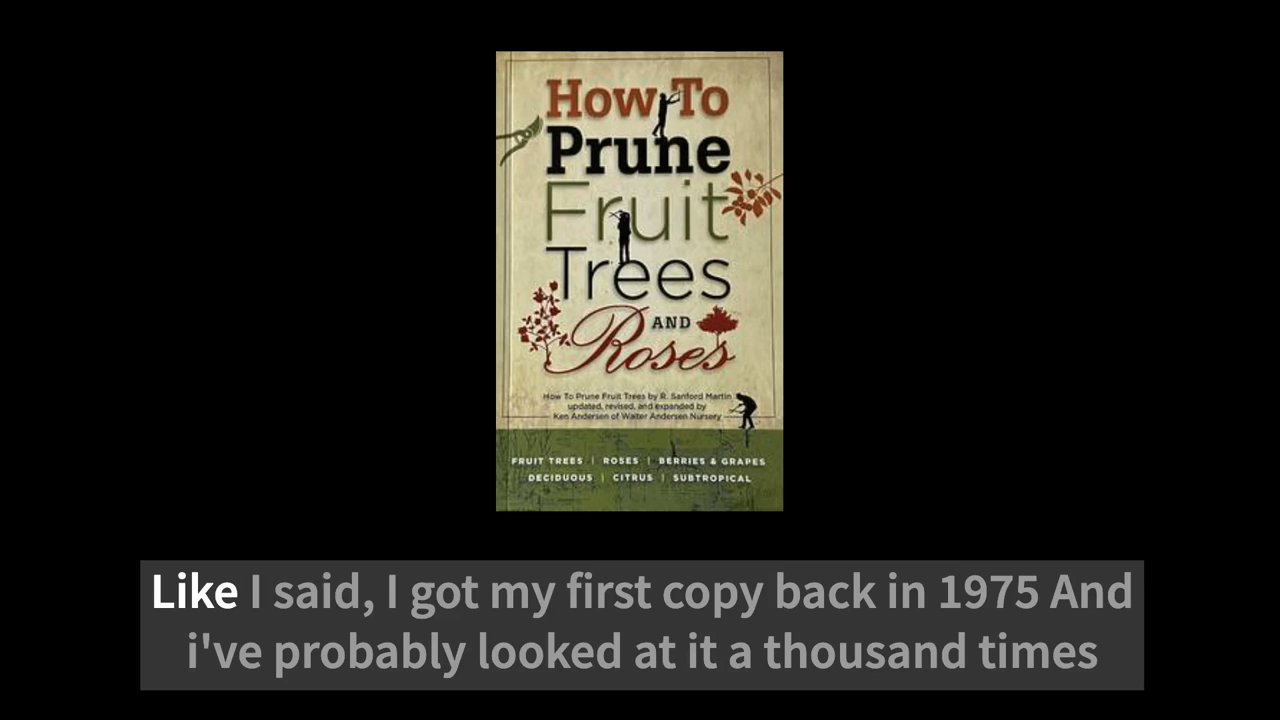 How To
Prune
Fruit
Trees
AND
Roses
How To Prune Fruit Trees by R. Sanford Martin
updated, revised, and expanded by
Ken Andersen of Walter Andersen Nursery
FRUIT TREES | ROSES | BERRIES & GRAPES
DECIDUOUS | CITRUS | SUBTROPICAL
Like I said, I got my first copy back in 1975 And
i've probably looked at it a thousand times